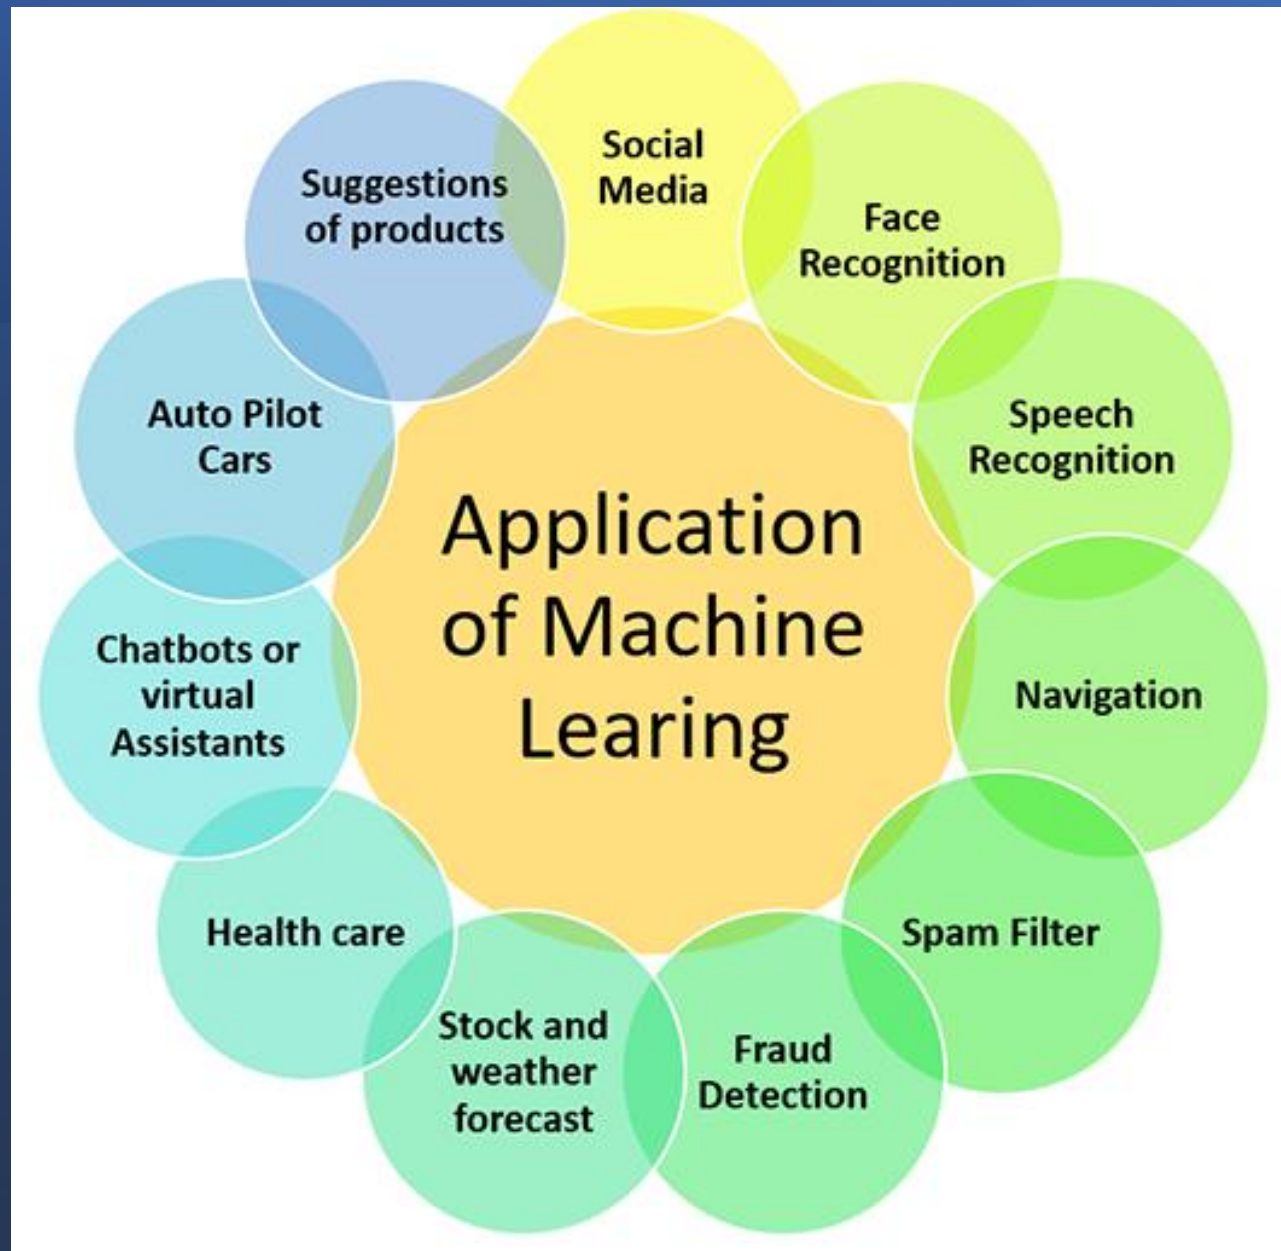 Application
of Machine
Learing
Social
Media
Face
Recognition
Speech
Recognition
Navigation
Spam Filter
Fraud
Detection
Stock and
weather
forecast
Health care
Chatbots or
virtual
Assistants
Auto Pilot
Cars
Suggestions
of products